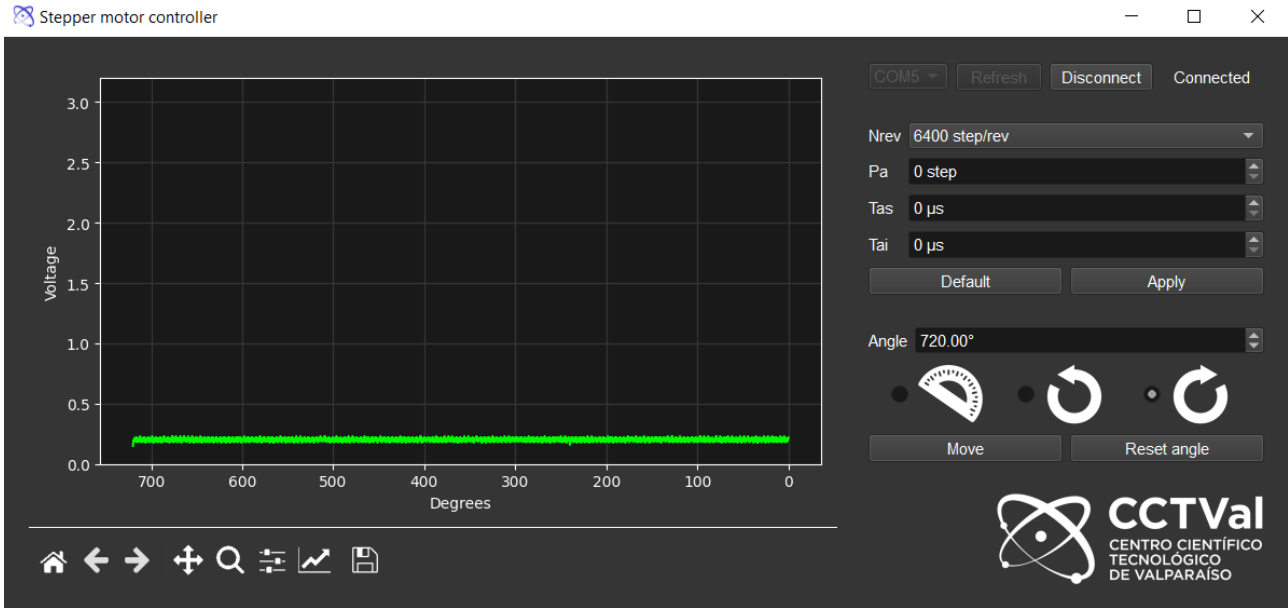 Stepper motor controller
COM5 Refresh Disconnect Connected
Nrev 6400 step/rev
Pa 0 step
Tas 0 µs
Tai 0 µs
Default Apply
Angle 720.00°
Move Reset angle
3.0
2.5
2.0
1.5
1.0
0.5
0.0
Voltage
700 600 500 400 300 200 100 0
Degrees
CCTVal
CENTRO CIENTÍFICO
TECNOLÓGICO
DE VALPARAÍSO